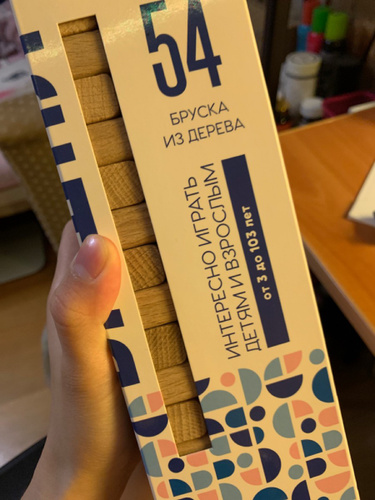 54
БРУСКА
ИЗ ДЕРЕВА
ИНТЕРЕСНО ИГРАТЬ
ДЕТЯМ И ВЗРОСЛЫМ
от 3 до 103 лет